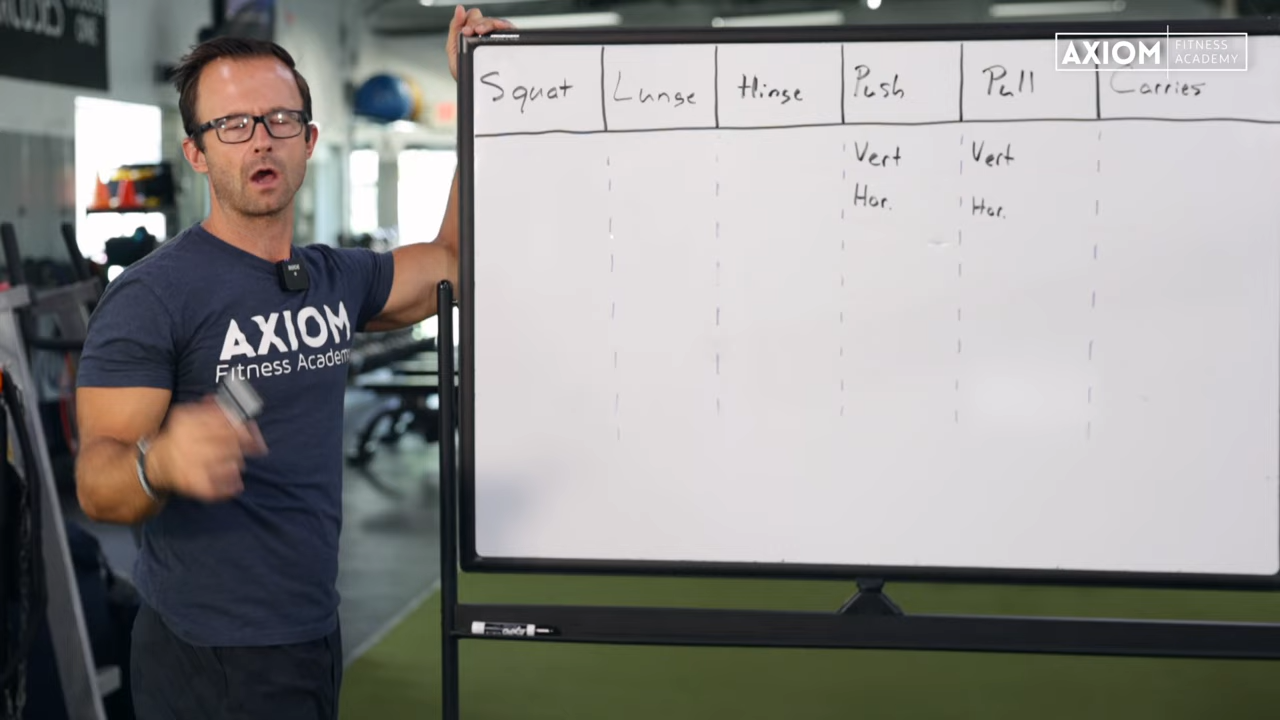 Squat Lunge Hinge Push Pull Carries
Vert Vert
Hor. Hor.
AXIOM
Fitness Academy
AXIOM FITNESS ACADEMY